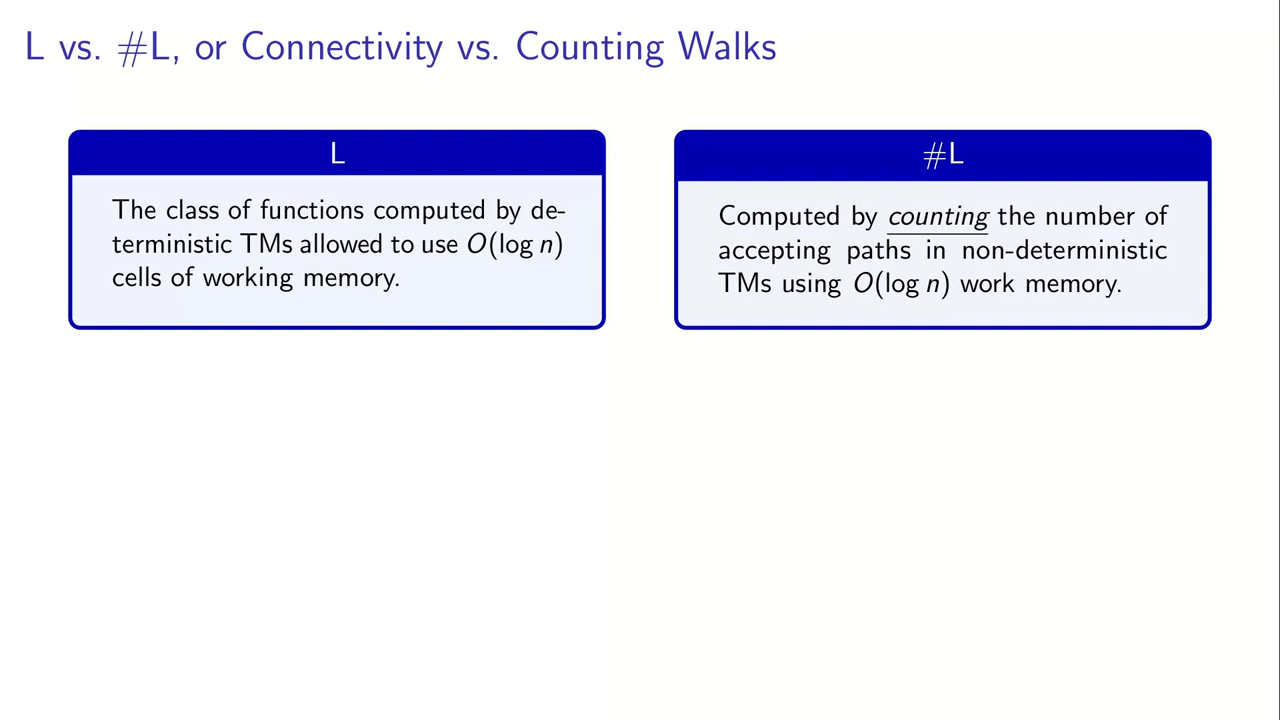 L vs. #L, or Connectivity vs. Counting Walks
L
The class of functions computed by de-
terministic TMs allowed to use O(log n)
cells of working memory.
#L
Computed by counting the number of
accepting paths in non-deterministic
TMs using O(log n) work memory.